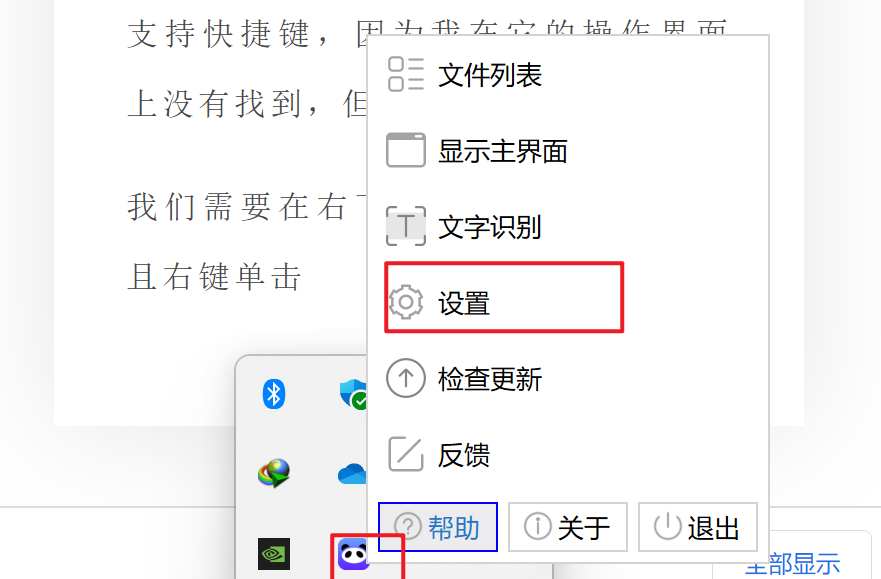 支持快捷键，因为我在它的操作界面
上没有找到，但
我们需要在右下
且右键单击
文件列表
显示主界面
文字识别
设置
检查更新
反馈
帮助
关于
退出
全部显示